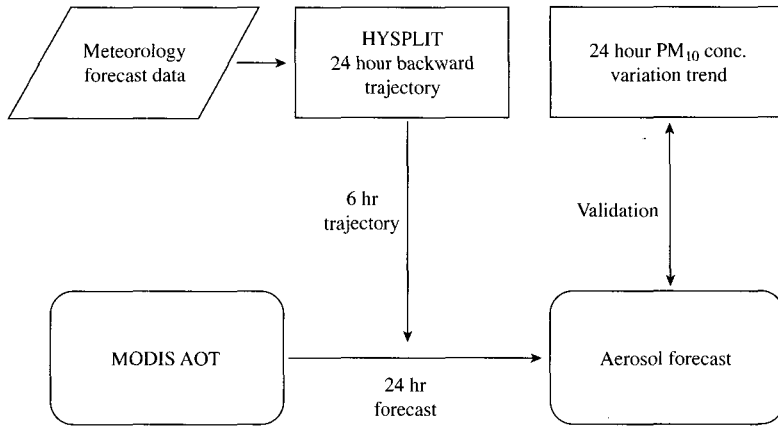 Meteorology
forecast data
HYSPLIT
24 hour backward
trajectory
24 hour PM₁₀ conc.
variation trend
6 hr
trajectory
Validation
MODIS AOT
24 hr
forecast
Aerosol forecast